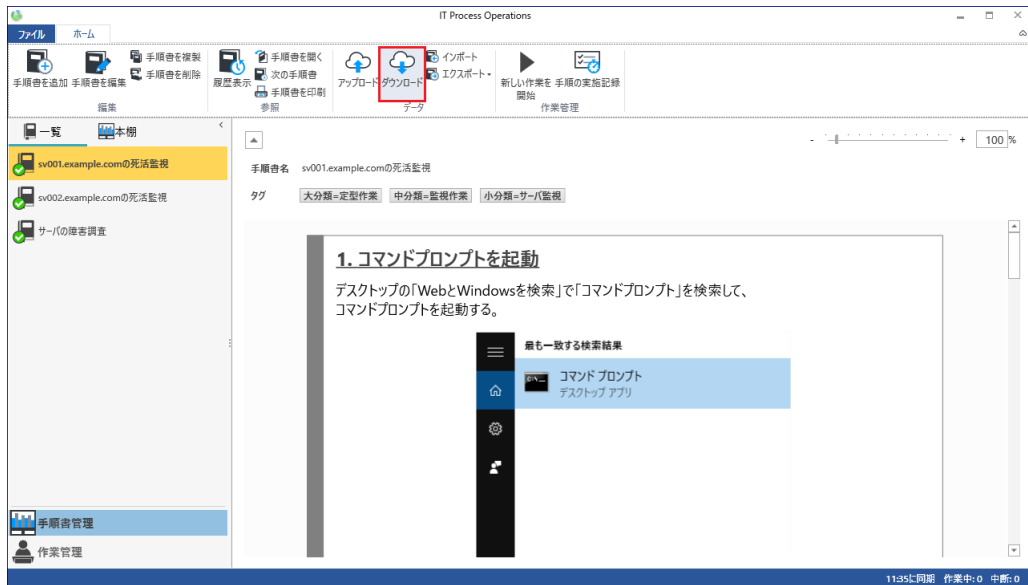 IT Process Operations
ファイル ホーム
手順書を追加 手順書を編集 手順書を複製 手順書を削除
編集
履歴表示 手順書を開く 次の手順書 手順書を印刷
参照
アップロード ダウンロード インポート エクスポート
データ
新しい作業を開始 手順の実施記録
作業管理
一覧 本棚
- + 100 %
sv001.example.comの死活監視
sv002.example.comの死活監視
サーバの障害調査
手順書名 sv001.example.comの死活監視
タグ 大分類=定型作業 中分類=監視作業 小分類=サーバ監視
1. コマンドプロンプトを起動
デスクトップの「WebとWindowsを検索」で「コマンドプロンプト」を検索して、
コマンドプロンプトを起動する。
最も一致する検索結果
コマンド プロンプト
デスクトップ アプリ
手順書管理
作業管理
11:35に同期 作業中: 0 中断: 0